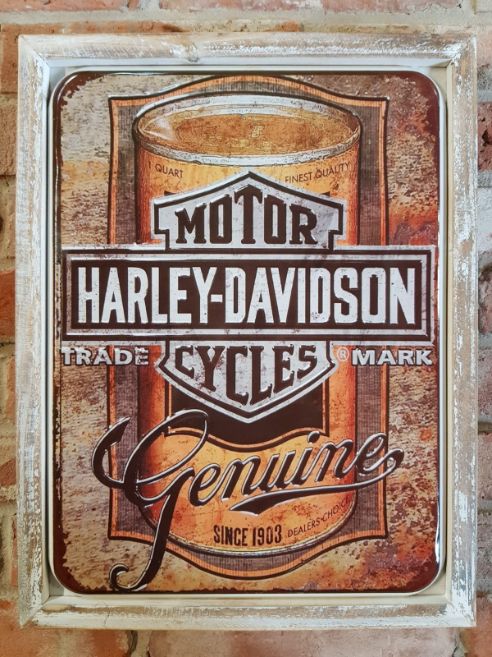 QUART
FINEST QUALITY
MOTOR
HARLEY-DAVIDSON
TRADE ® MARK
CYCLES
Genuine
SINCE 1903
DEALERS CHOICE